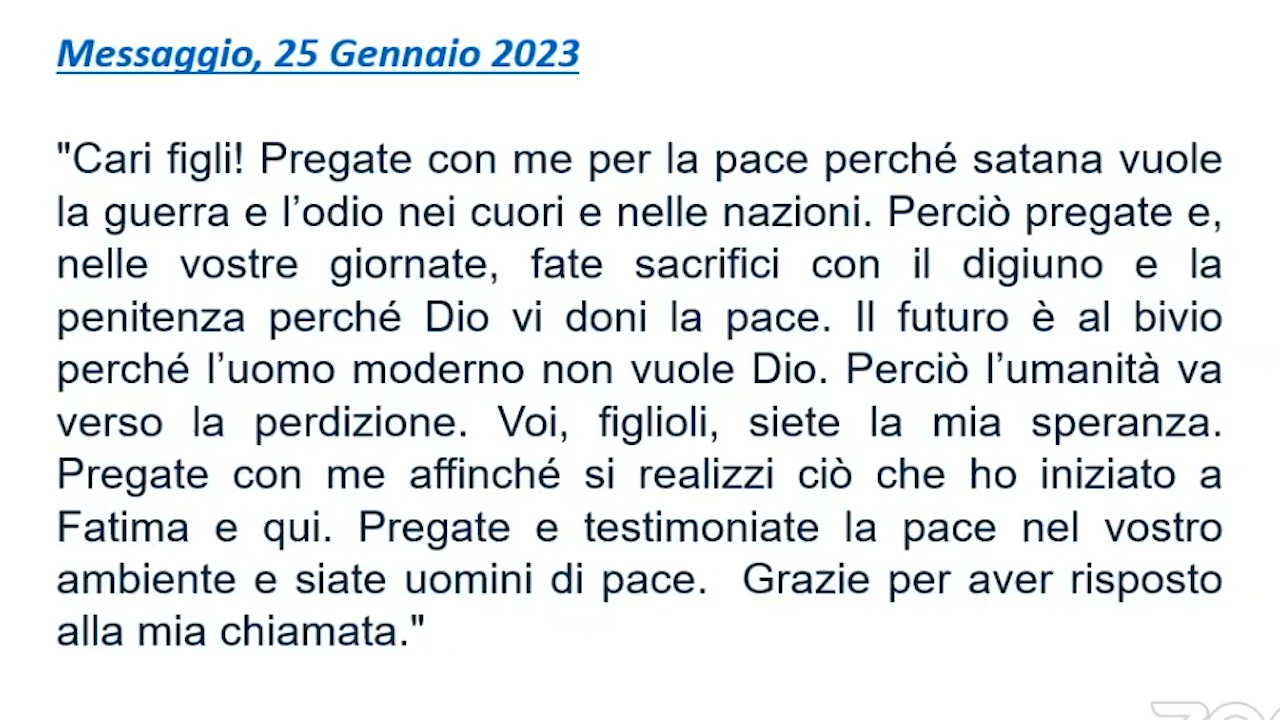 Messaggio, 25 Gennaio 2023
"Cari figli! Pregate con me per la pace perché satana vuole
la guerra e l’odio nei cuori e nelle nazioni. Perciò pregate e,
nelle vostre giornate, fate sacrifici con il digiuno e la
penitenza perché Dio vi doni la pace. Il futuro è al bivio
perché l’uomo moderno non vuole Dio. Perciò l’umanità va
verso la perdizione. Voi, figlioli, siete la mia speranza.
Pregate con me affinché si realizzi ciò che ho iniziato a
Fatima e qui. Pregate e testimoniate la pace nel vostro
ambiente e siate uomini di pace.  Grazie per aver risposto
alla mia chiamata."